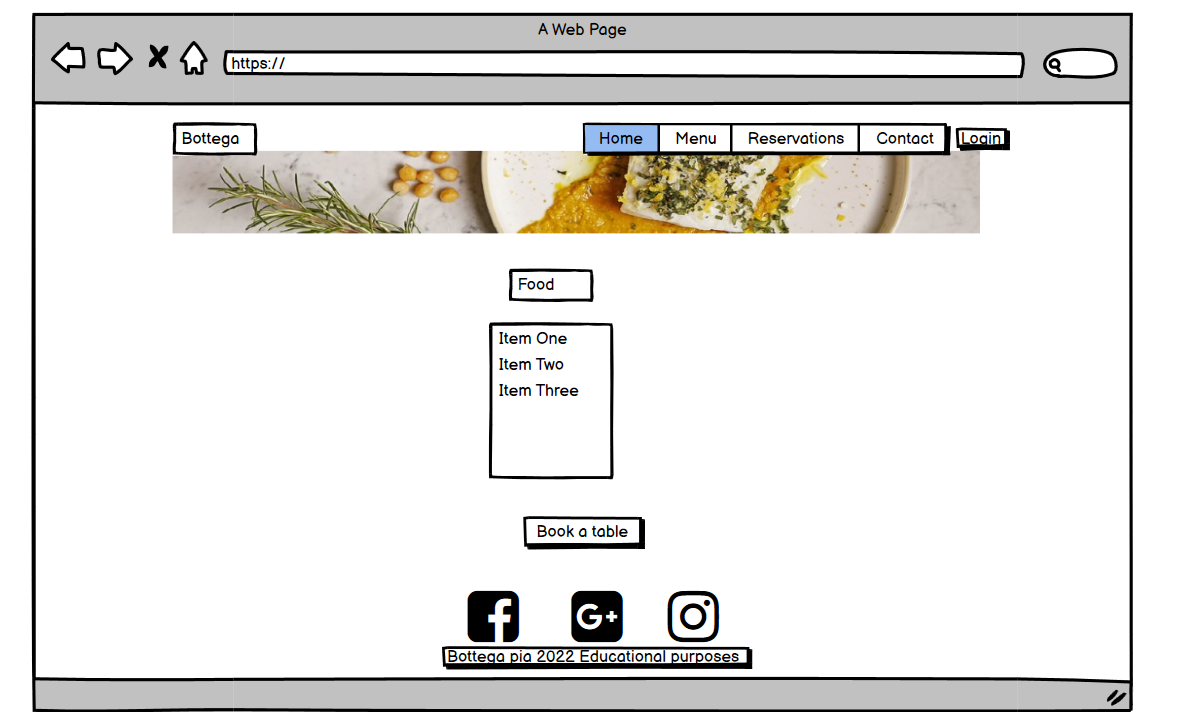 A Web Page
https://
Bottega
Home Menu Reservations Contact Login
Food
Item One
Item Two
Item Three
Book a table
G+
Bottega pia 2022 Educational purposes